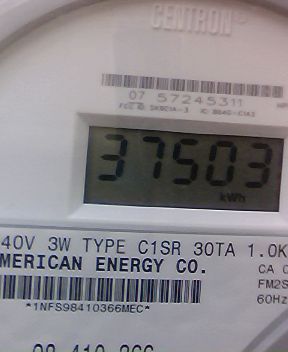 CENTRON®
07 57245311
37503
kWh
40V 3W TYPE C1SR 30TA 1.0K
MERICAN ENERGY CO.
CA 0
FM2S
60Hz
*1NFS98410366MEC*